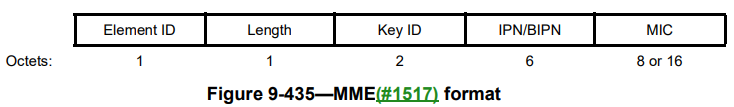 Element ID Length Key ID IPN/BIPN MIC
Octets: 1 1 2 6 8 or 16
Figure 9-435—MME(#1517) format